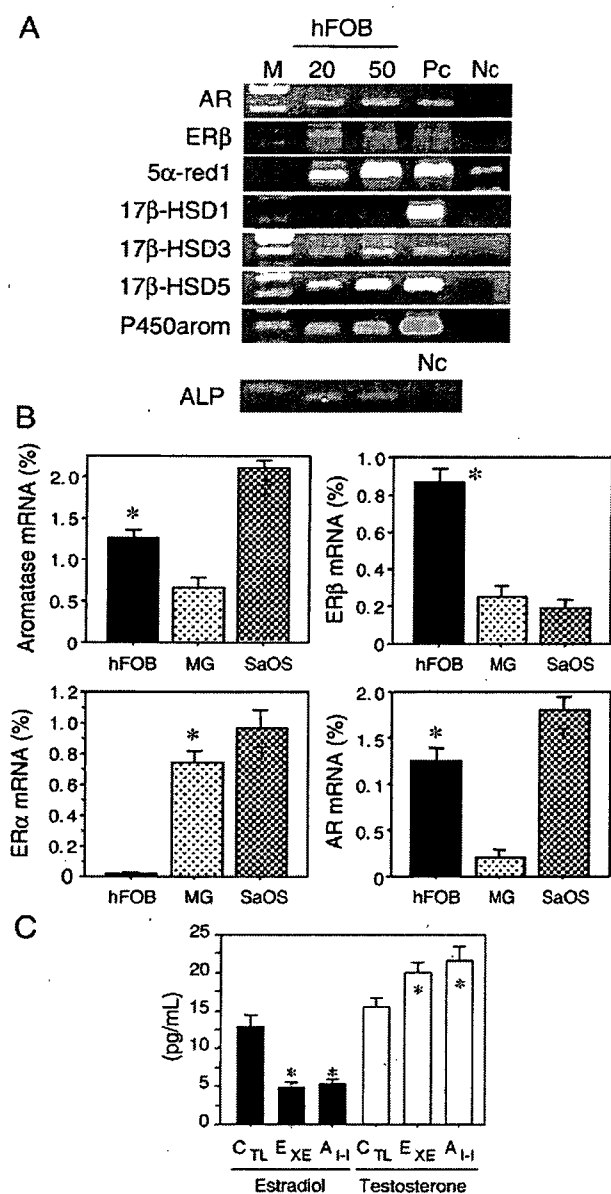 A
hFOB
M 20 50 Pc Nc
AR
ERβ
5α-red1
17β-HSD1
17β-HSD3
17β-HSD5
P450arom
Nc
ALP
B
Aromatase mRNA (%)
2.0
1.5
1.0
0.5
0
*
hFOB MG SaOS
ERβ mRNA (%)
1.0
0.8
0.6
0.4
0.2
0
*
hFOB MG SaOS
ERα mRNA (%)
1.2
1.0
0.8
0.6
0.4
0.2
0
*
hFOB MG SaOS
AR mRNA (%)
2.0
1.5
0.1
0.5
0
*
hFOB MG SaOS
C
(pg/mL)
20
25
15
10
5
0
* * * *
CTL EXE AI-I CTL EXE AI-I
Estradiol Testosterone